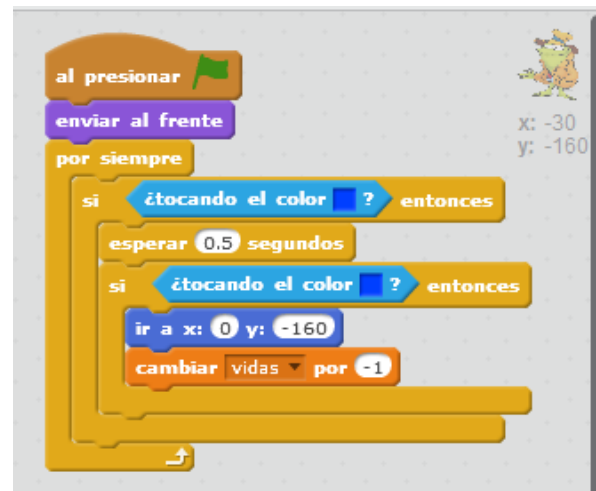 al presionar
enviar al frente
por siempre
si ¿tocando el color ? entonces
esperar 0.5 segundos
si ¿tocando el color ? entonces
ir a x: 0 y: -160
cambiar vidas por -1
x: -30
y: -160